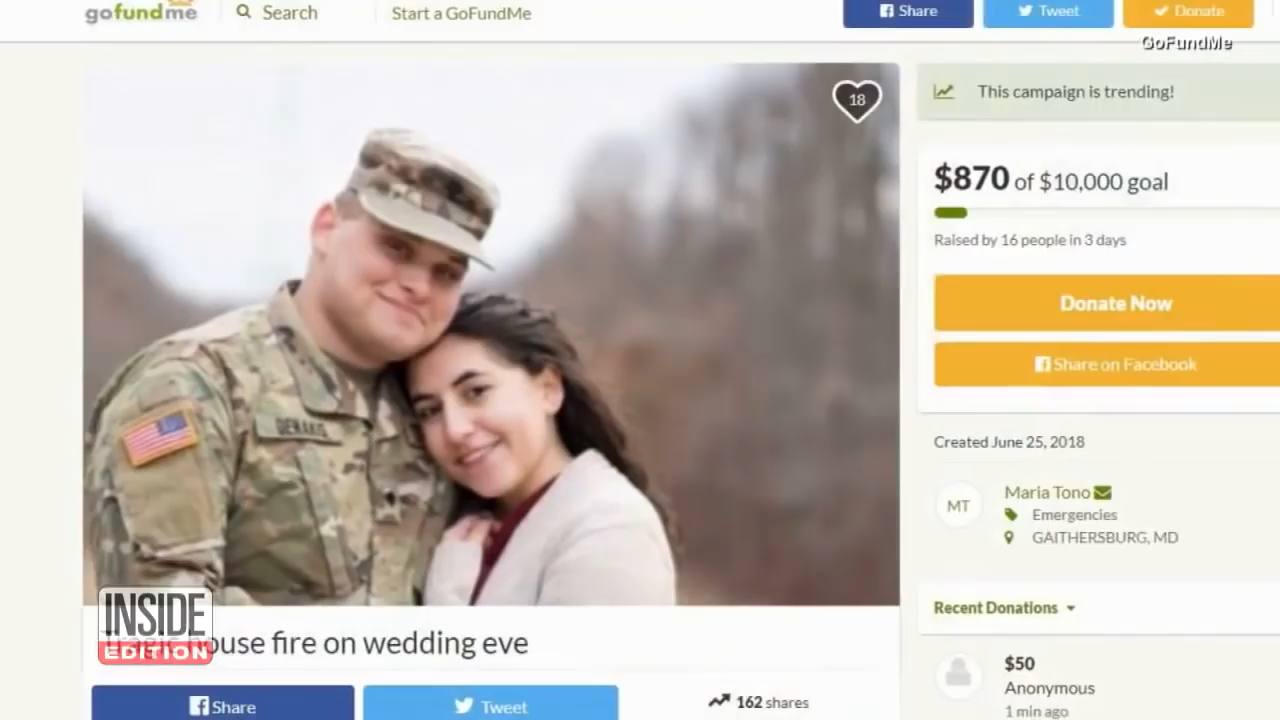 gofundme
Search
Start a GoFundMe
Share
Tweet
Donate
GoFundMe
18
This campaign is trending!
$870 of $10,000 goal
Raised by 16 people in 3 days
Donate Now
Share on Facebook
Created June 25, 2018
MT
Maria Tono
Emergencies
GAITHERSBURG, MD
INSIDE
EDITION
Tragic house fire on wedding eve
Recent Donations
$50
Anonymous
1 min ago
Share
Tweet
162 shares